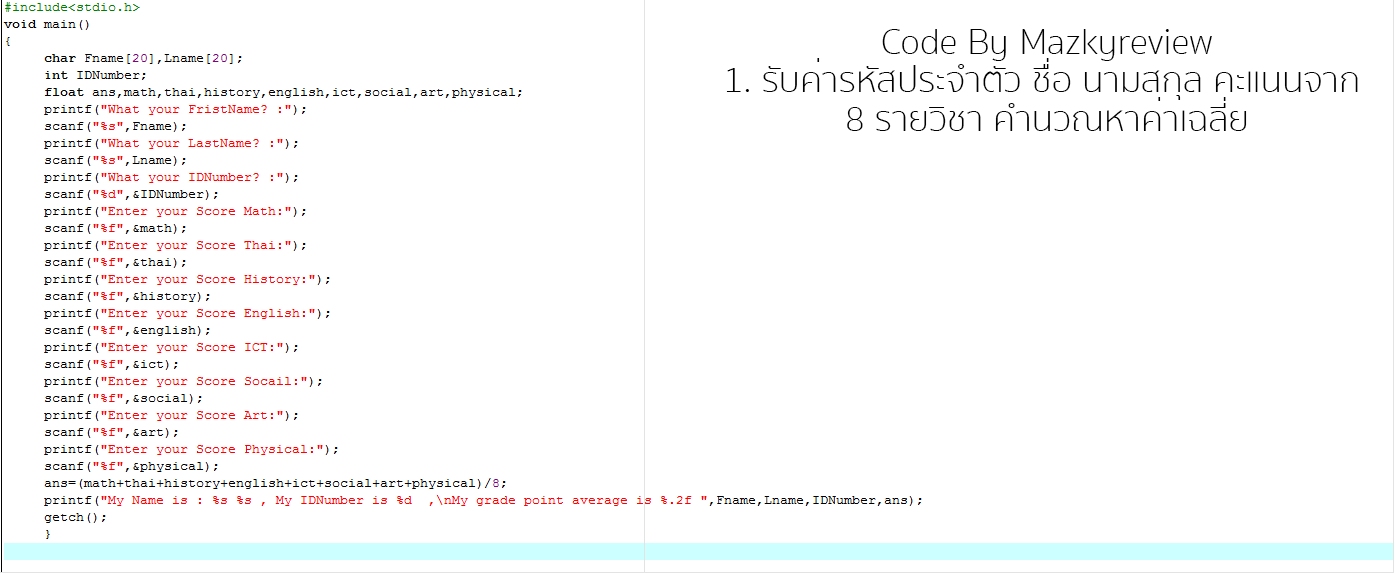 #include<stdio.h>
void main()
{
char Fname[20],Lname[20];
int IDNumber;
float ans,math,thai,history,english,ict,social,art,physical;
printf("What your FristName? :");
scanf("%s",Fname);
printf("What your LastName? :");
scanf("%s",Lname);
printf("What your IDNumber? :");
scanf("%d",&IDNumber);
printf("Enter your Score Math:");
scanf("%f",&math);
printf("Enter your Score Thai:");
scanf("%f",&thai);
printf("Enter your Score History:");
scanf("%f",&history);
printf("Enter your Score English:");
scanf("%f",&english);
printf("Enter your Score ICT:");
scanf("%f",&ict);
printf("Enter your Score Socail:");
scanf("%f",&social);
printf("Enter your Score Art:");
scanf("%f",&art);
printf("Enter your Score Physical:");
scanf("%f",&physical);
ans=(math+thai+history+english+ict+social+art+physical)/8;
printf("My Name is : %s %s , My IDNumber is %d  ,\nMy grade point average is %.2f ",Fname,Lname,IDNumber,ans);
getch();
}
Code By Mazkyreview
1. รับค่ารหัสประจำตัว ชื่อ นามสกุล คะแนนจาก
8 รายวิชา คำนวณหาค่าเฉลี่ย